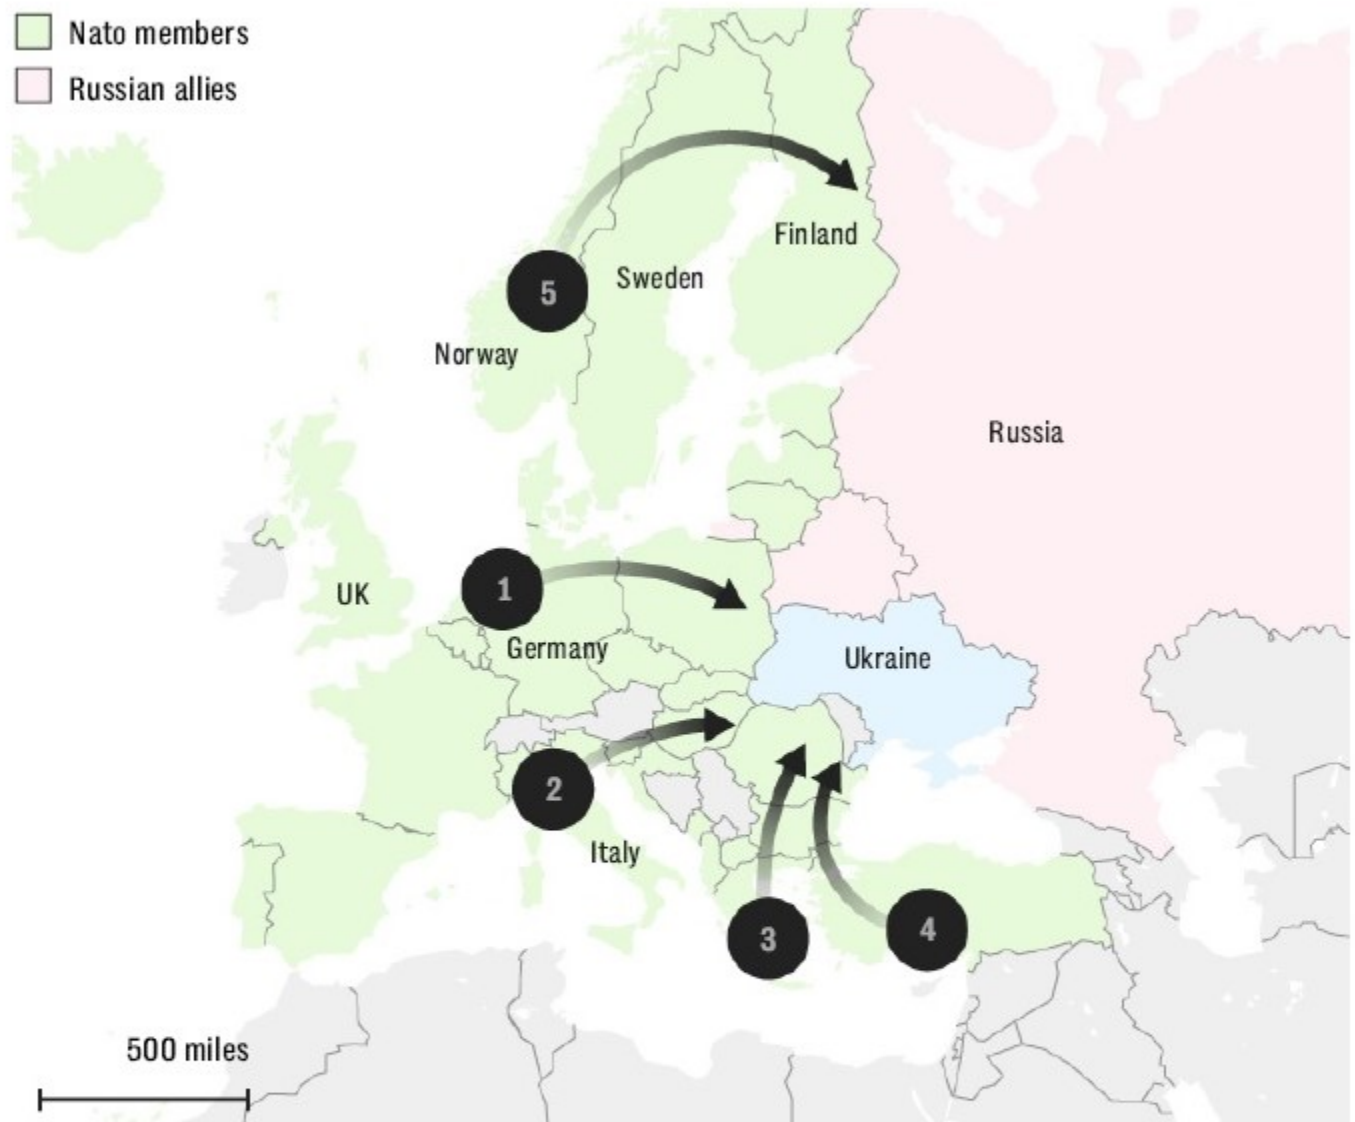 Nato members
Russian allies
Finland
5
Sweden
Norway
Russia
1
UK
Germany
Ukraine
2
Italy
3
4
500 miles